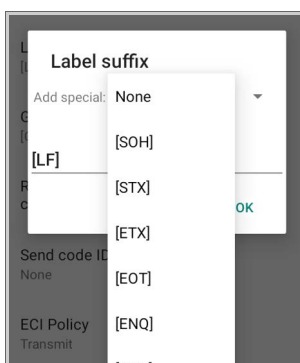 Label suffix
Add special: None
[SOH]
[LF]
[STX]
[ETX]
OK
Send code ID
None
[EOT]
ECI Policy
Transmit
[ENQ]